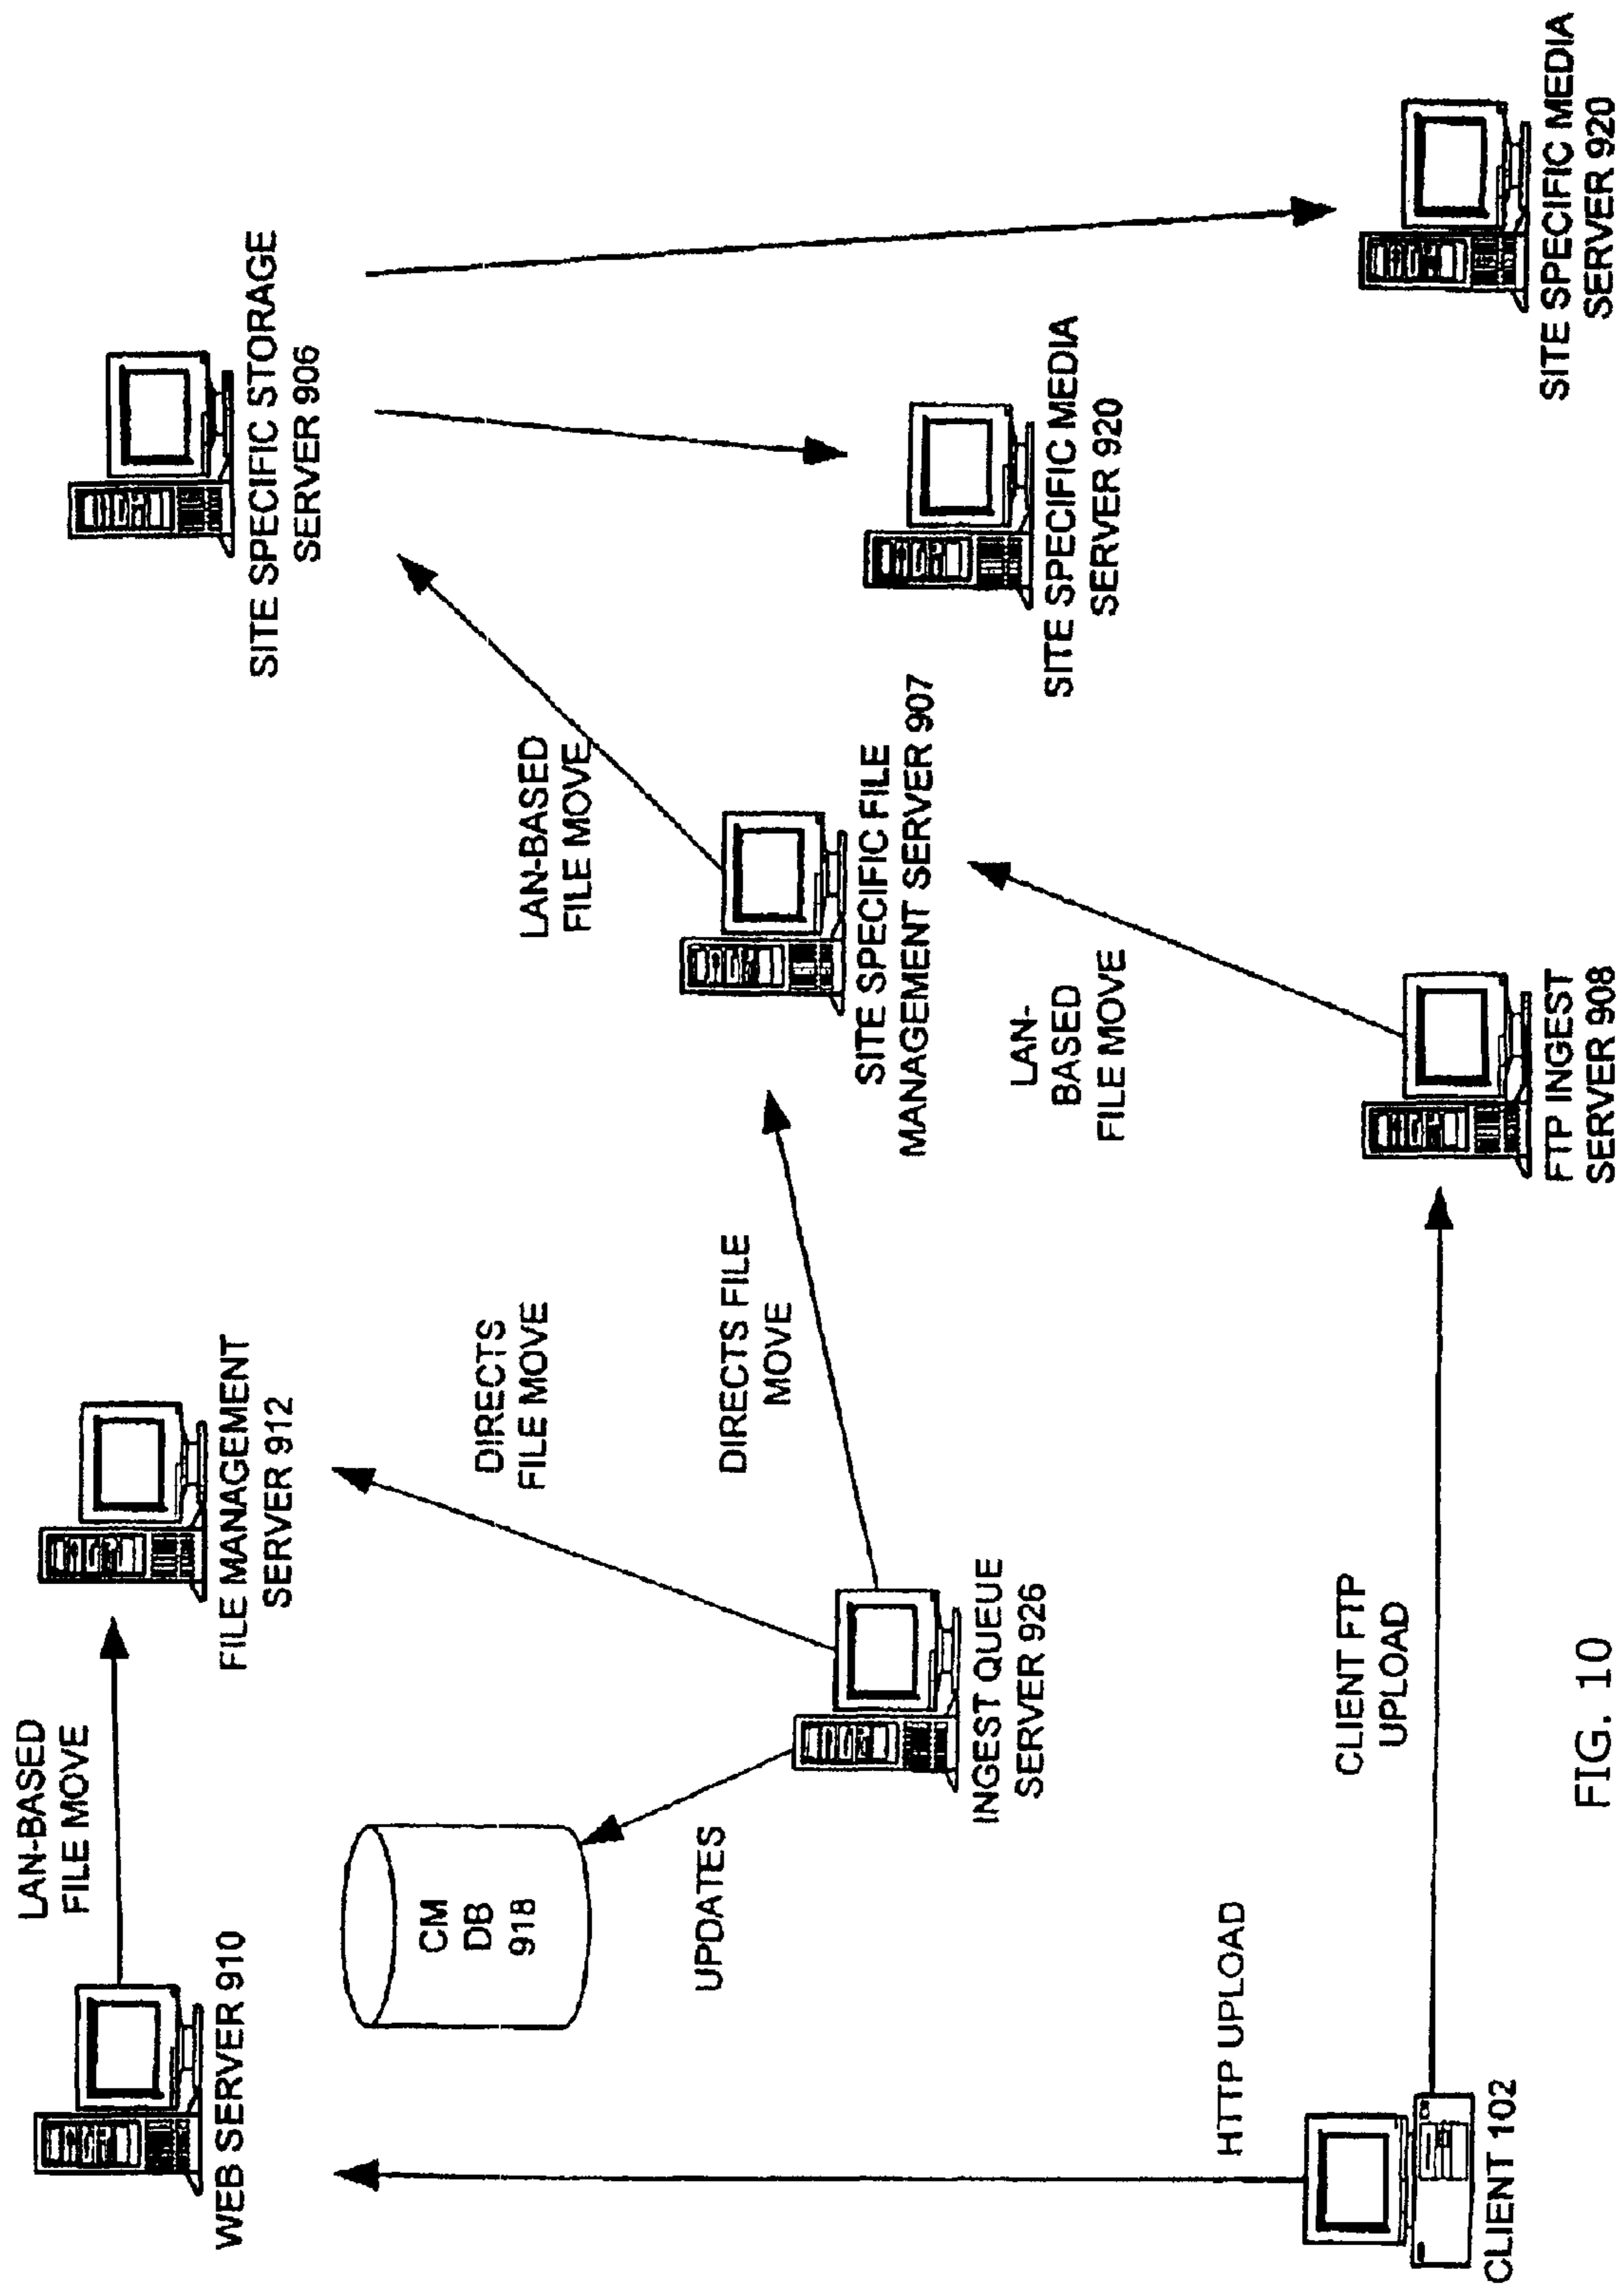 LAN-BASED
FILE MOVE
WEB SERVER 910
FILE MANAGEMENT
SERVER 912
SITE SPECIFIC STORAGE
SERVER 906
CM
DB
918
UPDATES
DIRECTS
FILE MOVE
DIRECTS FILE
MOVE
LAN-BASED
FILE MOVE
INGEST QUEUE
SERVER 926
SITE SPECIFIC FILE
MANAGEMENT SERVER 907
SITE SPECIFIC MEDIA
SERVER 920
LAN-
BASED
FILE MOVE
HTTP UPLOAD
CLIENT FTP
UPLOAD
CLIENT 102
FTP INGEST
SERVER 908
SITE SPECIFIC MEDIA
SERVER 920
FIG. 10